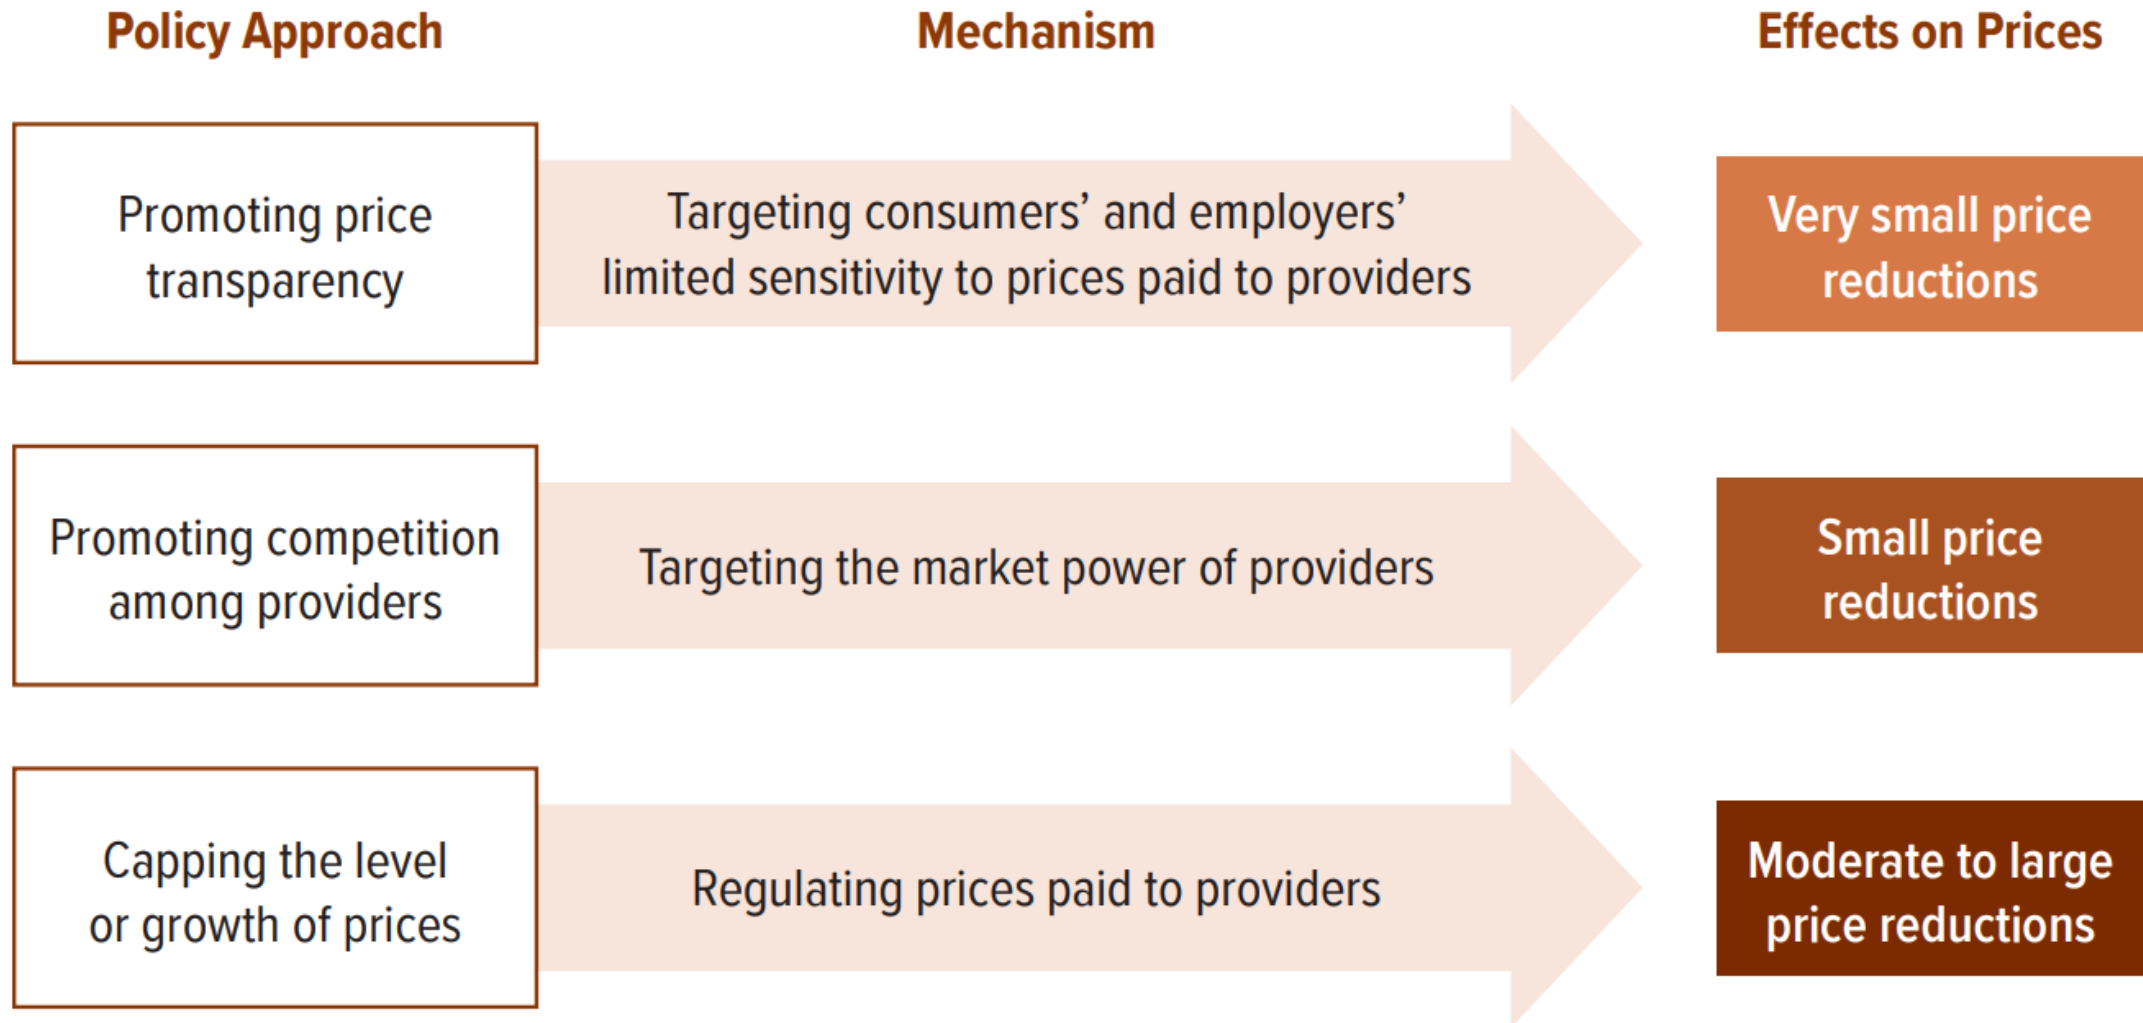 Policy Approach
Mechanism
Effects on Prices
Promoting price
transparency
Targeting consumers’ and employers’
limited sensitivity to prices paid to providers
Very small price
reductions
Promoting competition
among providers
Targeting the market power of providers
Small price
reductions
Capping the level
or growth of prices
Regulating prices paid to providers
Moderate to large
price reductions